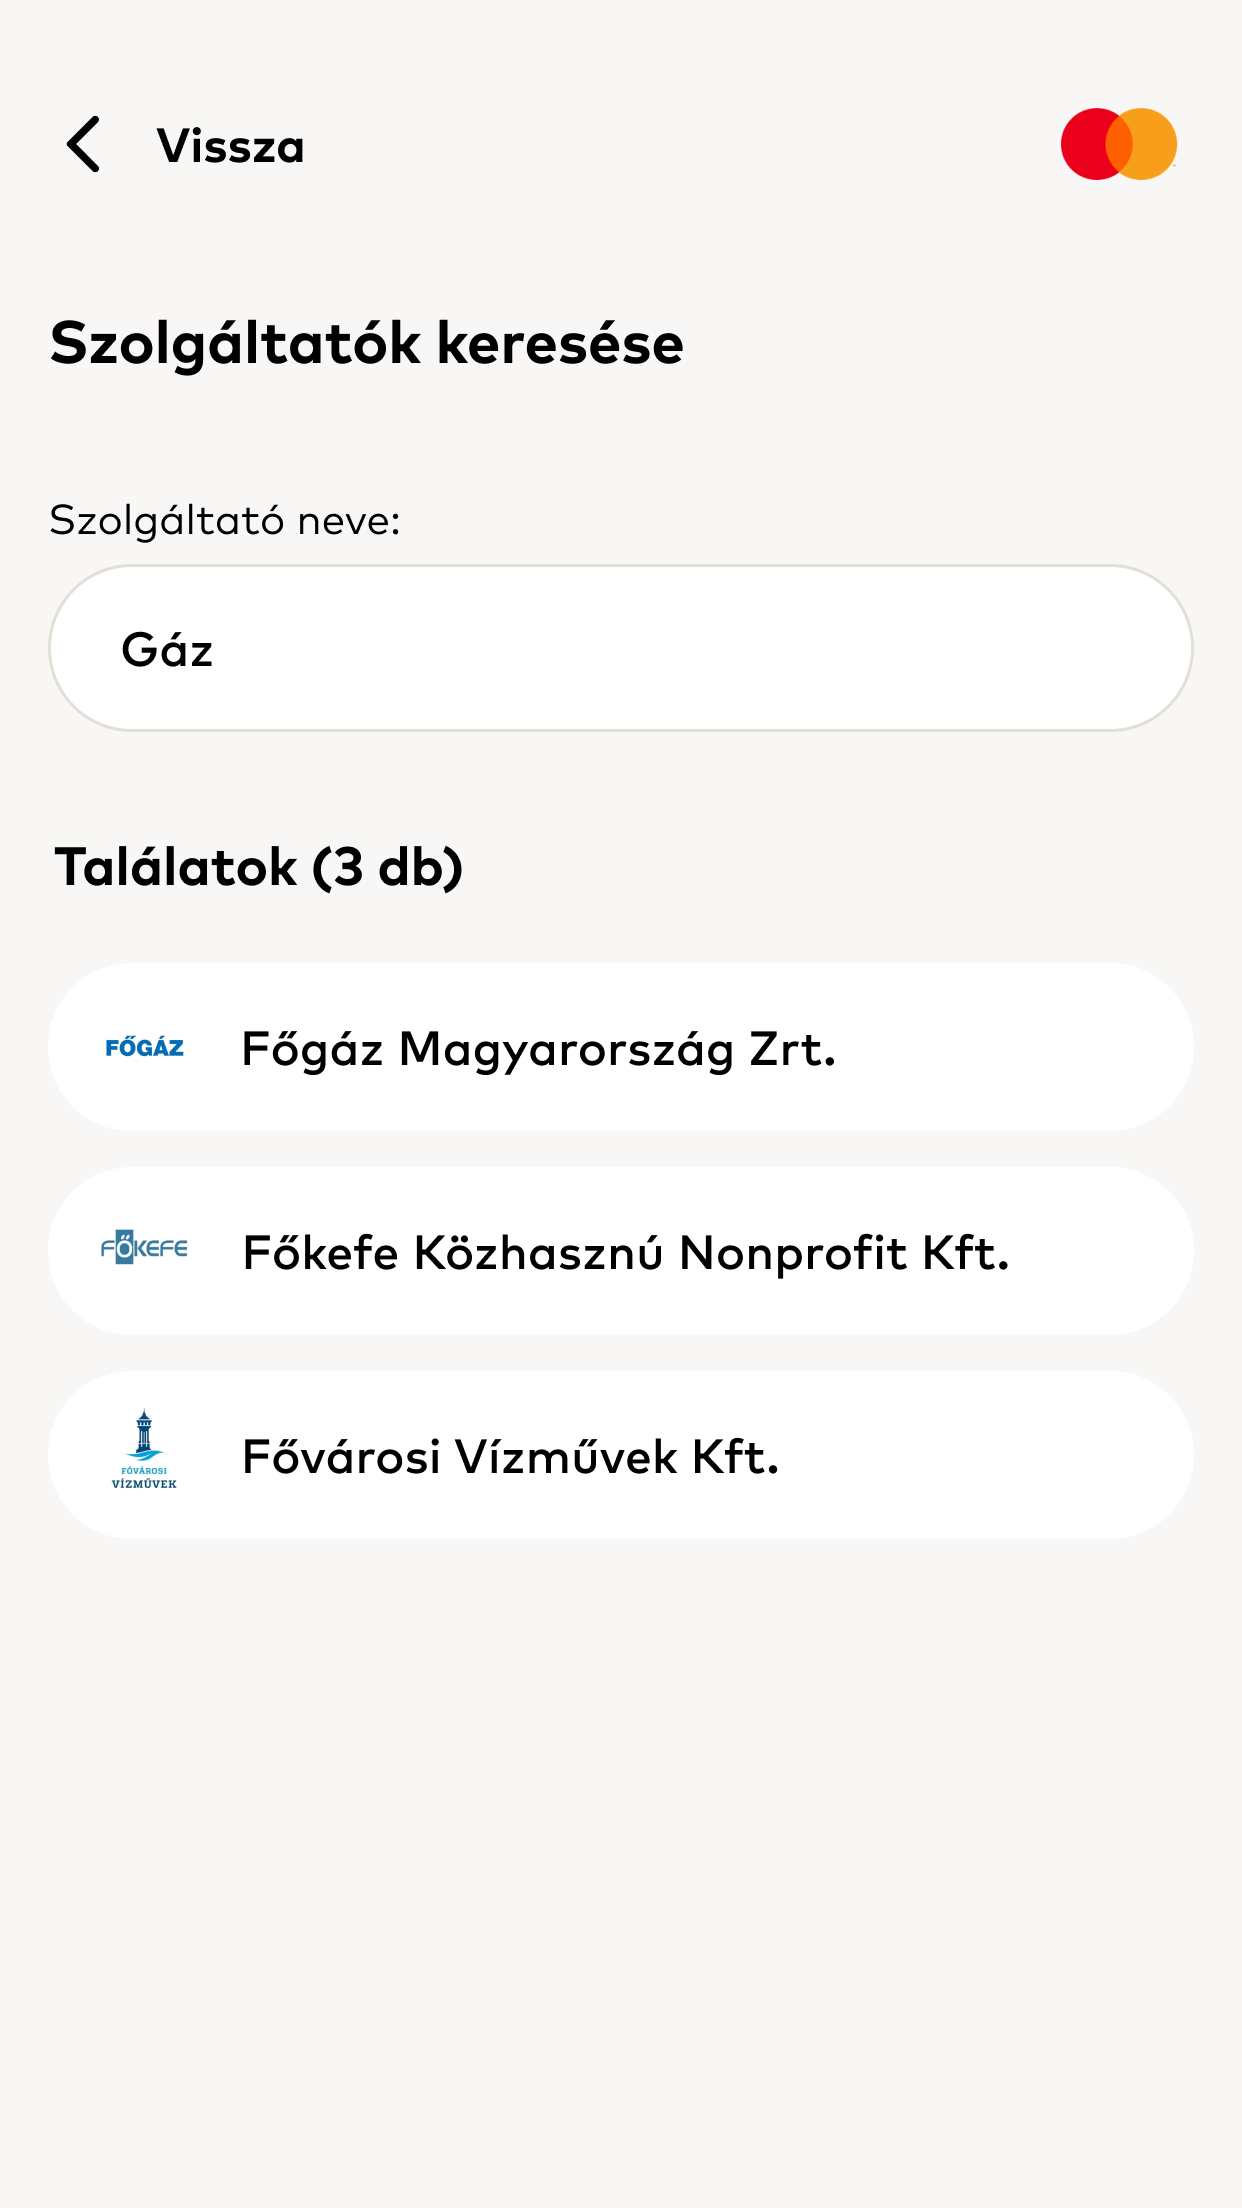 Vissza
Szolgáltatók keresése
Szolgáltató neve:
Gáz
Találatok (3 db)
FŐGÁZ
Főgáz Magyarország Zrt.
FŐKEFE
Főkefe Közhasznú Nonprofit Kft.
FŐVÁROSI
VÍZMŰVEK
Fővárosi Vízművek Kft.